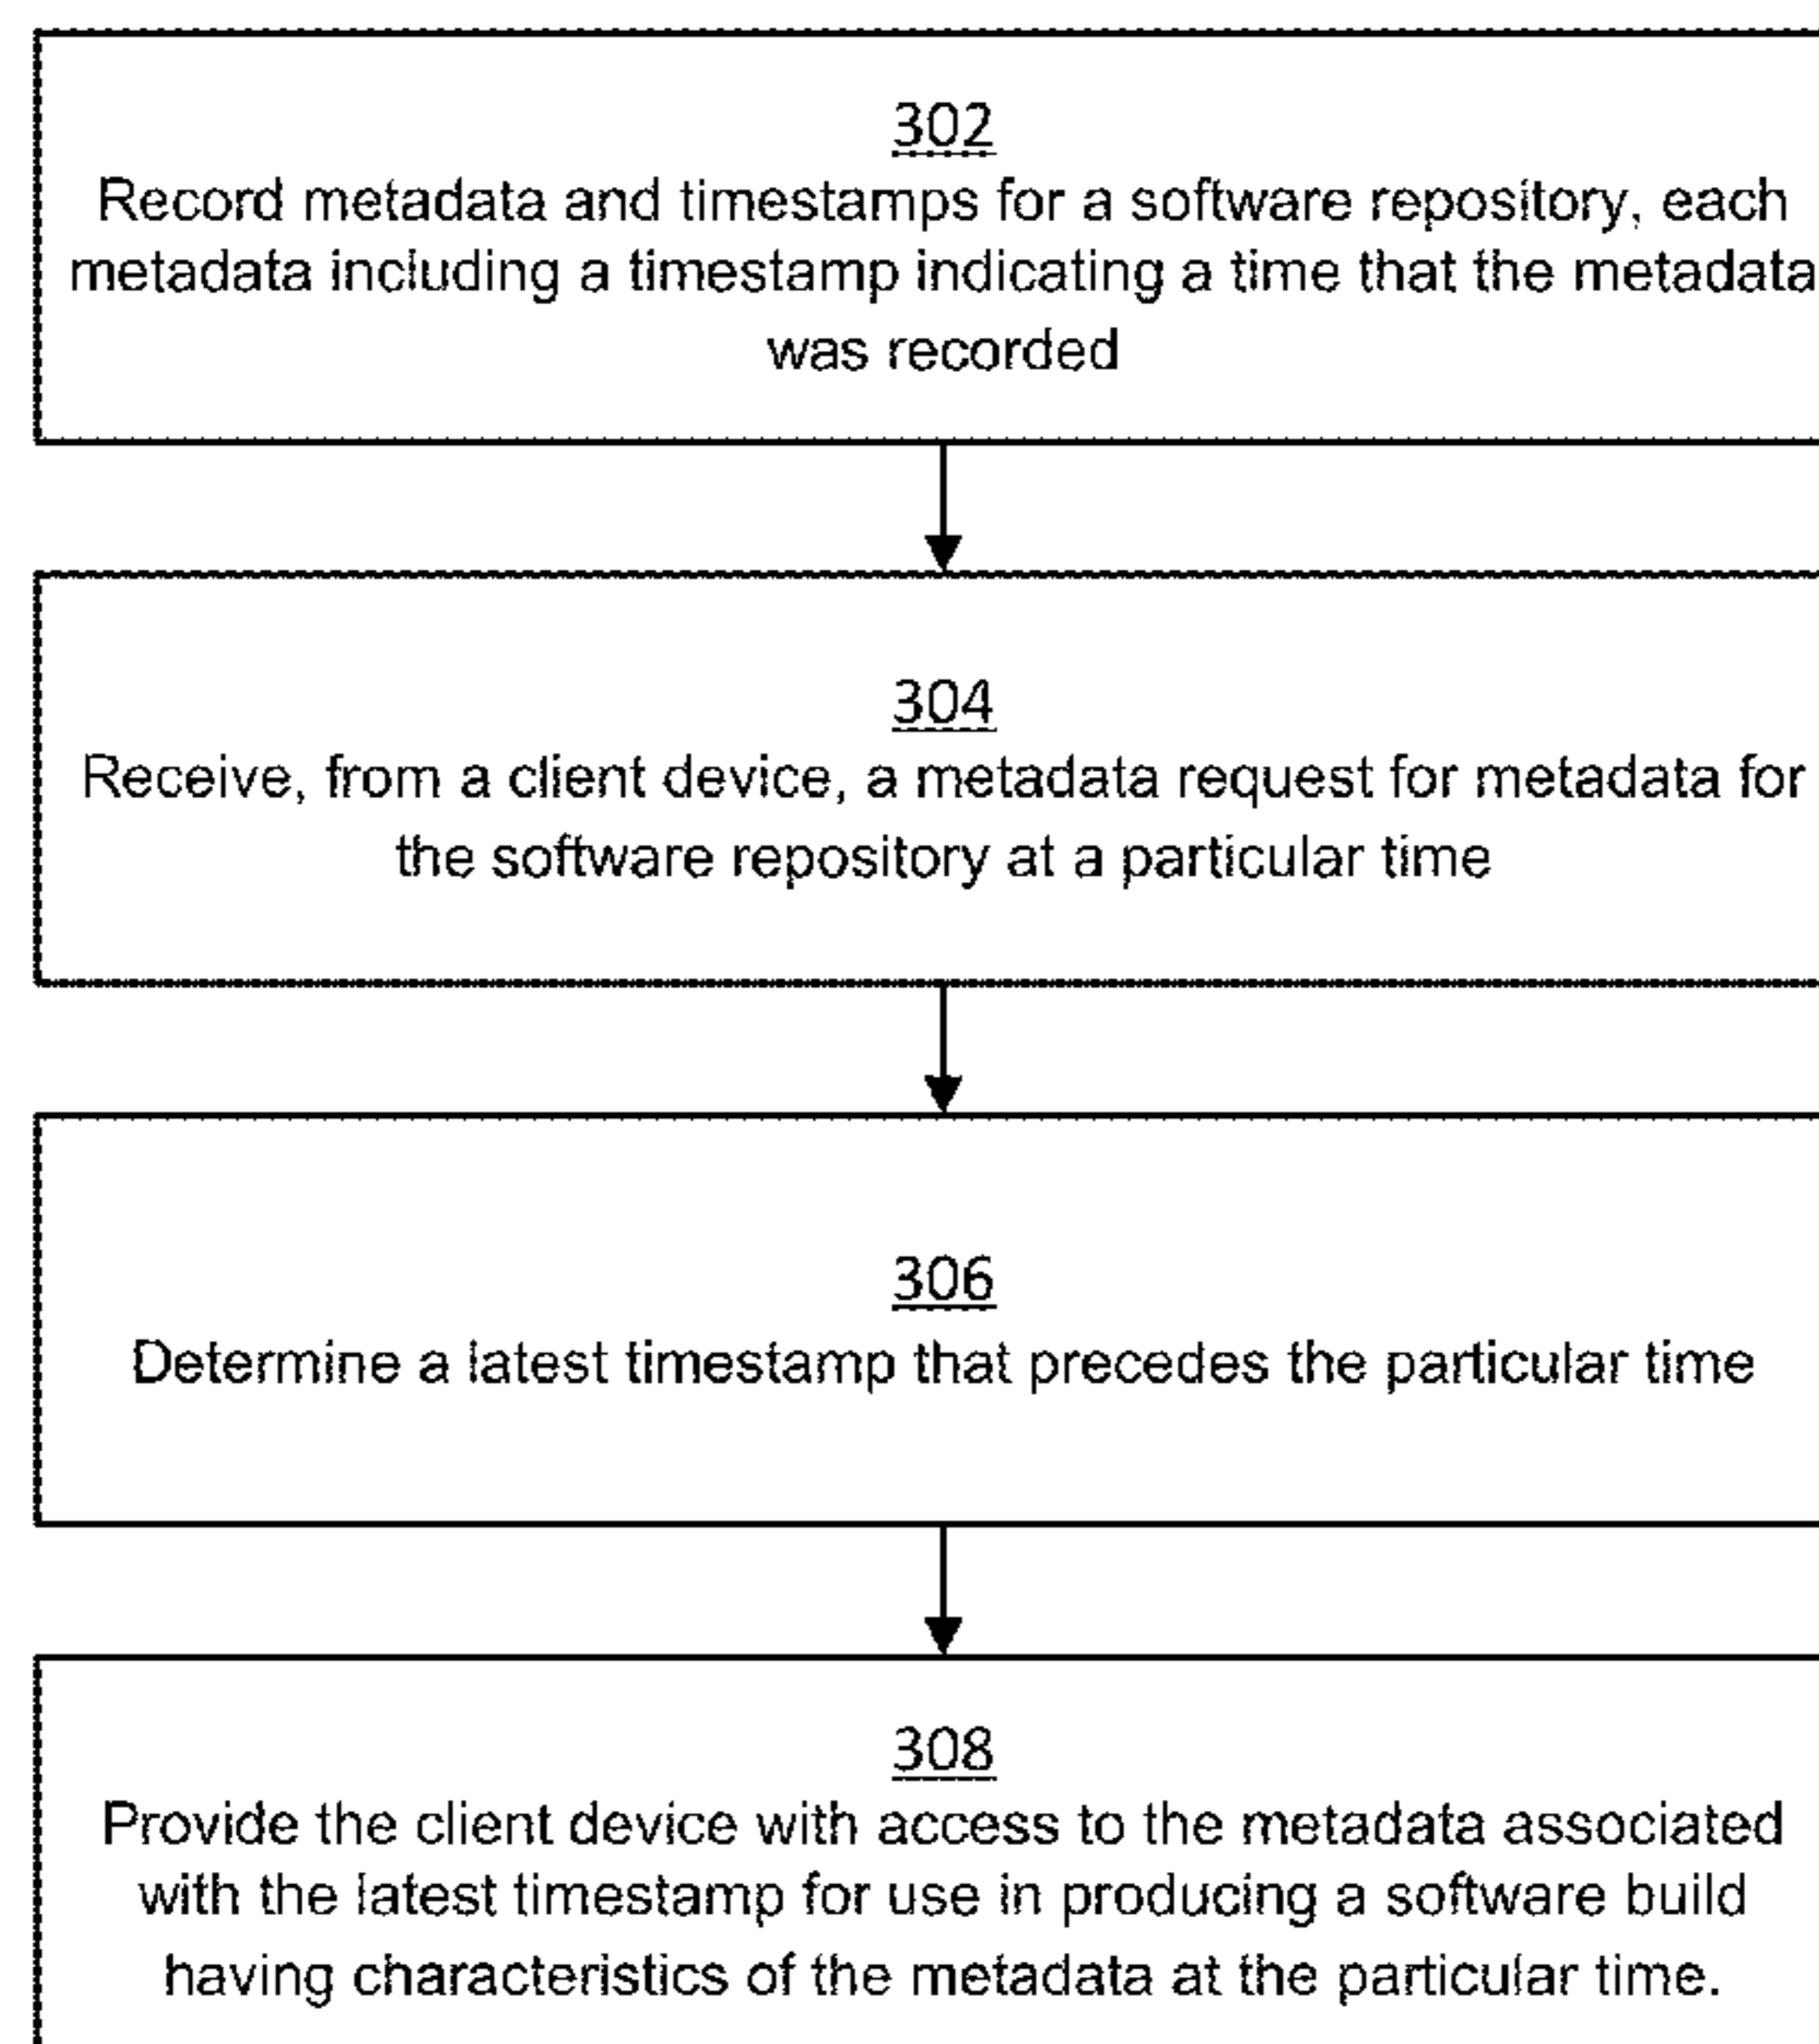 302
Record metadata and timestamps for a software repository, each
metadata including a timestamp indicating a time that the metadata
was recorded
304
Receive, from a client device, a metadata request for metadata for
the software repository at a particular time
306
Determine a latest timestamp that precedes the particular time
308
Provide the client device with access to the metadata associated
with the latest timestamp for use in producing a software build
having characteristics of the metadata at the particular time.